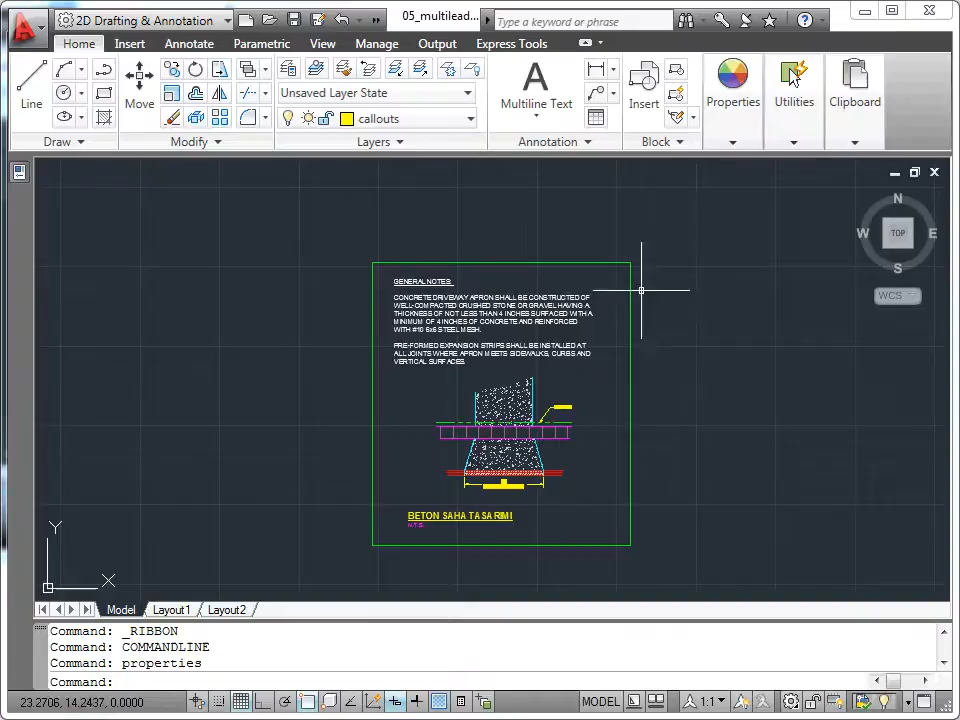 2D Drafting & Annotation
05_multilead...
Type a keyword or phrase
Home Insert Annotate Parametric View Manage Output Express Tools
Unsaved Layer State
callouts
Line
Move
Multiline Text
Insert
Properties
Utilities
Clipboard
Draw
Modify
Layers
Annotation
Block
N
W TOP E
S
WCS
GENERAL NOTES:
CONCRETE DRIVEWAY APRON SHALL BE CONSTRUCTED OF
WELL-COMPACTED CRUSHED STONE OR GRAVEL HAVING A
THICKNESS OF NOT LESS THAN 4 INCHES SURFACED WITH A
MINIMUM OF 4 INCHES OF CONCRETE AND REINFORCED
WITH #10 6x6 STEEL MESH.
PRE-FORMED EXPANSION STRIPS SHALL BE INSTALLED AT
ALL JOINTS WHERE APRON MEETS SIDEWALKS, CURBS AND
VERTICAL SURFACES.
BETON SAHA TASARIMI
N.T.S.
Y
X
Model Layout1 Layout2
Command: _RIBBON
Command: COMMANDLINE
Command: properties
Command:
23.2706, 14.2437, 0.0000
MODEL
1:1